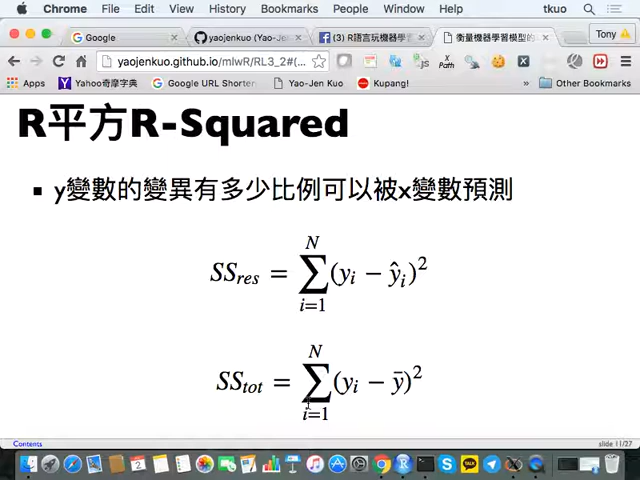 Chrome File Edit View History Bookmarks People Window Help tkuo
Google
yaojenkuo (Yao-Jen
(3) R語言玩機器學習
衡量機器學習模型的
Tony
yaojenkuo.github.io/mlwR/RL3_2#(...
Apps Yahoo奇摩字典 Google URL Shorten Yao-Jen Kuo Kupang! » Other Bookmarks
R平方R-Squared
y變數的變異有多少比例可以被x變數預測
SS_res = ∑_{i=1}^{N} (y_i − ŷ_i)^2
SS_tot = ∑_{i=1}^{N} (y_i − ȳ)^2
Contents slide 11/27